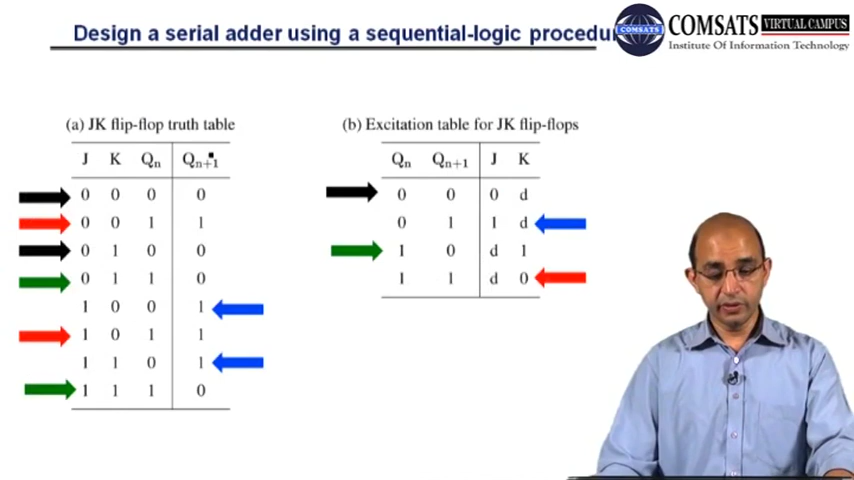 Design a serial adder using a sequential-logic procedu
COMSATS
COMSATS VIRTUAL CAMPUS
Institute Of Information Technology
(a) JK flip-flop truth table
J K Qn Qn+1
0 0 0 0
0 0 1 1
0 1 0 0
0 1 1 0
1 0 0 1
1 0 1 1
1 1 0 1
1 1 1 0
(b) Excitation table for JK flip-flops
Qn Qn+1 J K
0 0 0 d
0 1 1 d
1 0 d 1
1 1 d 0